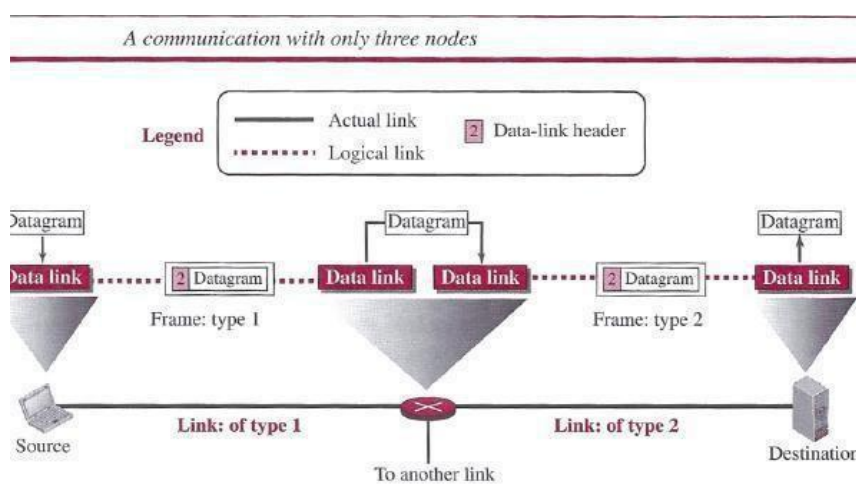 A communication with only three nodes
Legend
Actual link
Logical link
2 Data-link header
Datagram
Datagram
Datagram
Data link
2 Datagram
Data link
Data link
2 Datagram
Data link
Frame: type 1
Frame: type 2
Link: of type 1
Link: of type 2
Source
Destination
To another link